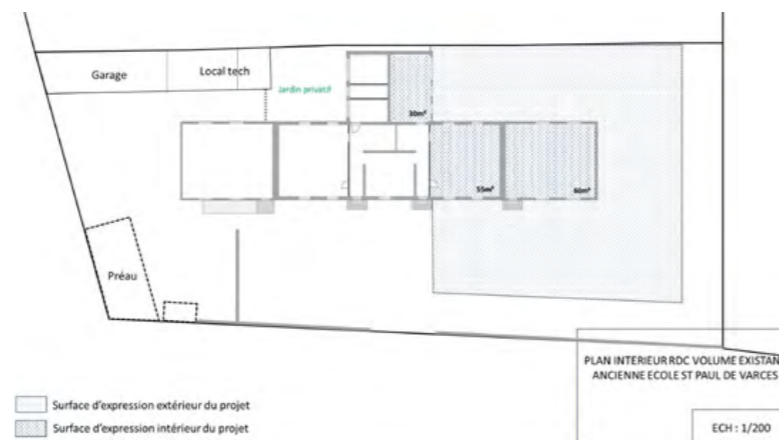 Garage
Local tech
Jardin privatif
30m²
55m²
60m²
Préau
PLAN INTERIEUR RDC VOLUME EXISTAN
ANCIENNE ECOLE ST PAUL DE VARCES
Surface d'expression extérieur du projet
Surface d'expression intérieur du projet
ECH : 1/200